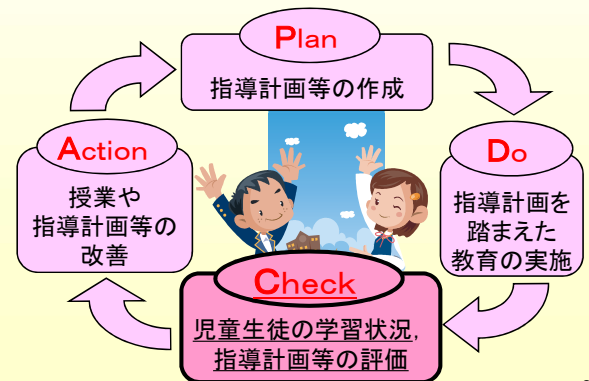 Plan
指導計画等の作成
Do
指導計画を
踏まえた
教育の実施
Check
児童生徒の学習状況,
指導計画等の評価
Action
授業や
指導計画等の
改善